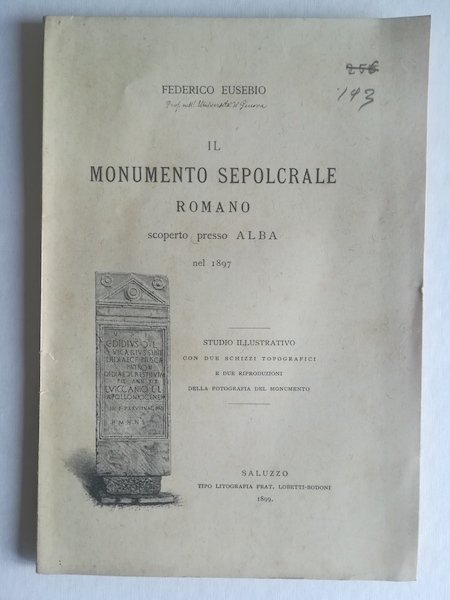 FEDERICO EUSEBIO
Prof. nell' Università di Genova
256
143
IL
MONUMENTO SEPOLCRALE
ROMANO
scoperto presso ALBA
nel 1897
STUDIO ILLUSTRATIVO
CON DUE SCHIZZI TOPOGRAFICI
E DUE RIPRODUZIONI
DELLA FOTOGRAFIA DEL MONUMENTO
SALUZZO
TIPO LITOGRAFIA FRAT. LOBETTI-BODONI
1899.